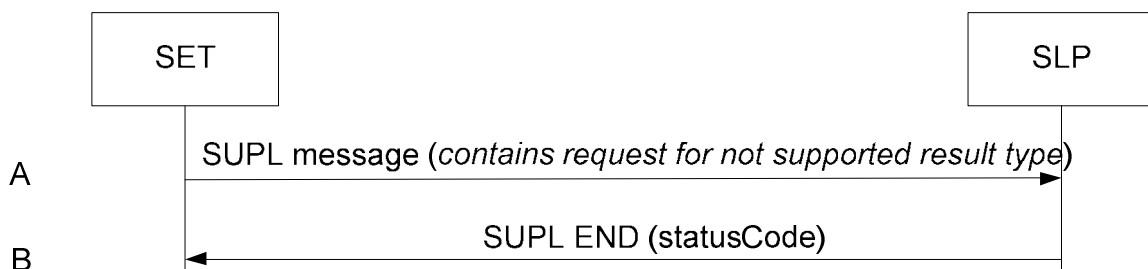 SET
SLP
A
SUPL message (contains request for not supported result type)
B
SUPL END (statusCode)